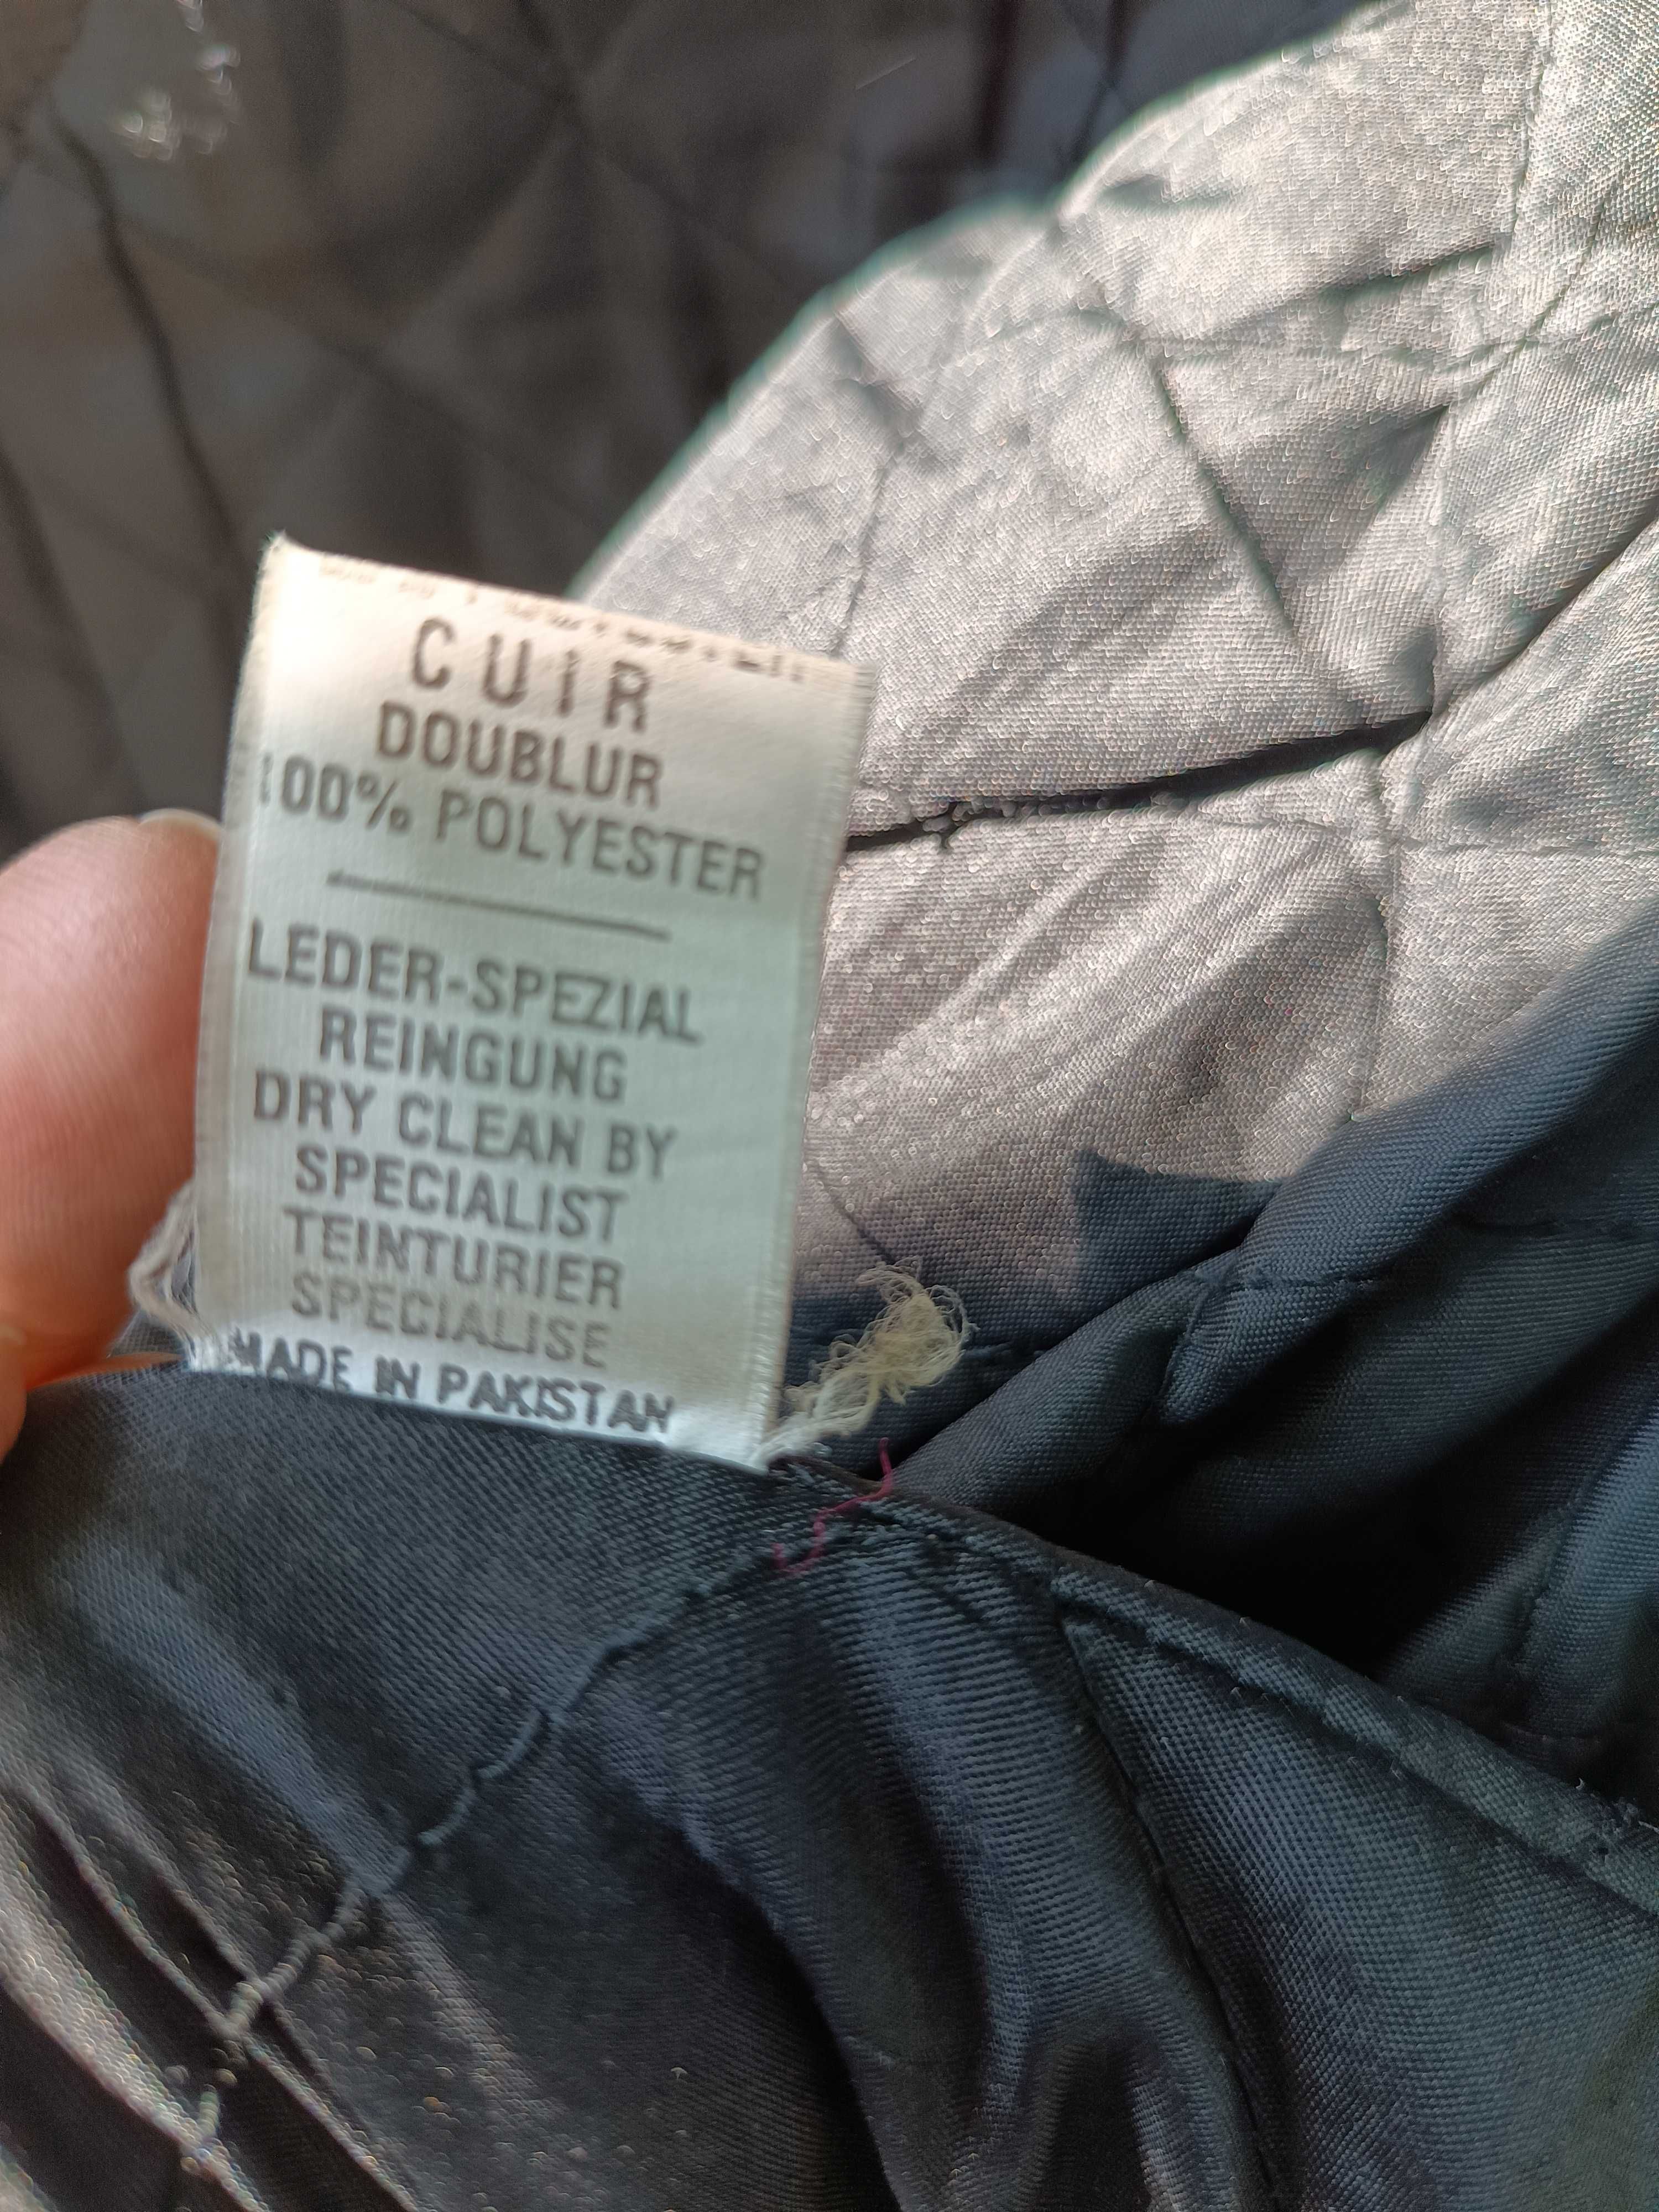 CUIR
DOUBLUR
100% POLYESTER
LEDER-SPEZIAL
REINGUNG
DRY CLEAN BY
SPECIALIST
TEINTURIER
SPECIALISE
MADE IN PAKISTAN